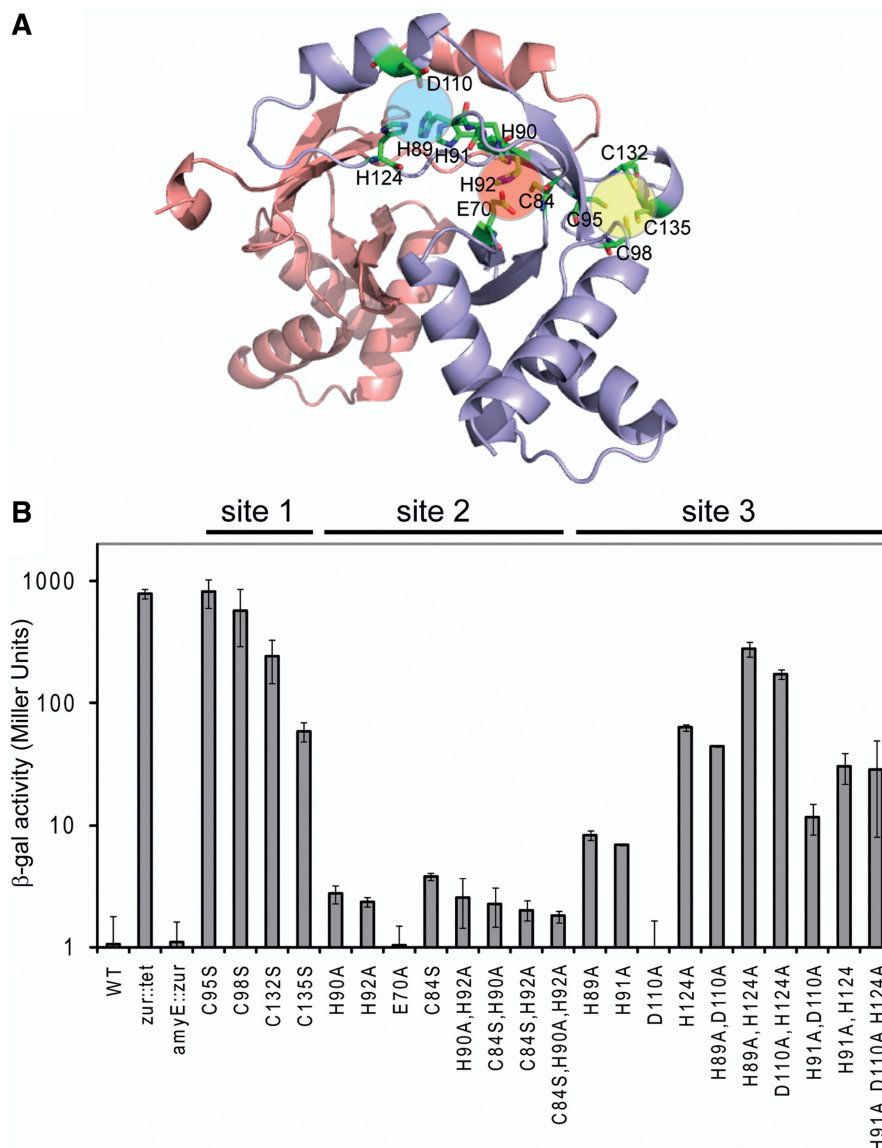 A
D110
H90
H89
H91
H124
H92
E70
C84
C132
C95
C135
C98
B
site 1
site 2
site 3
β-gal activity (Miller Units)
1000
100
10
1
WT
zur::tet
amyE::zur
C95S
C98S
C132S
C135S
H90A
H92A
E70A
C84S
H90A,H92A
C84S,H90A
C84S,H92A
C84S,H90A,H92A
H89A
H91A
D110A
H124A
H89A,D110A
H89A,H124A
D110A,H124A
H91A,D110A
H91A,H124
H91A,D110A,H124A